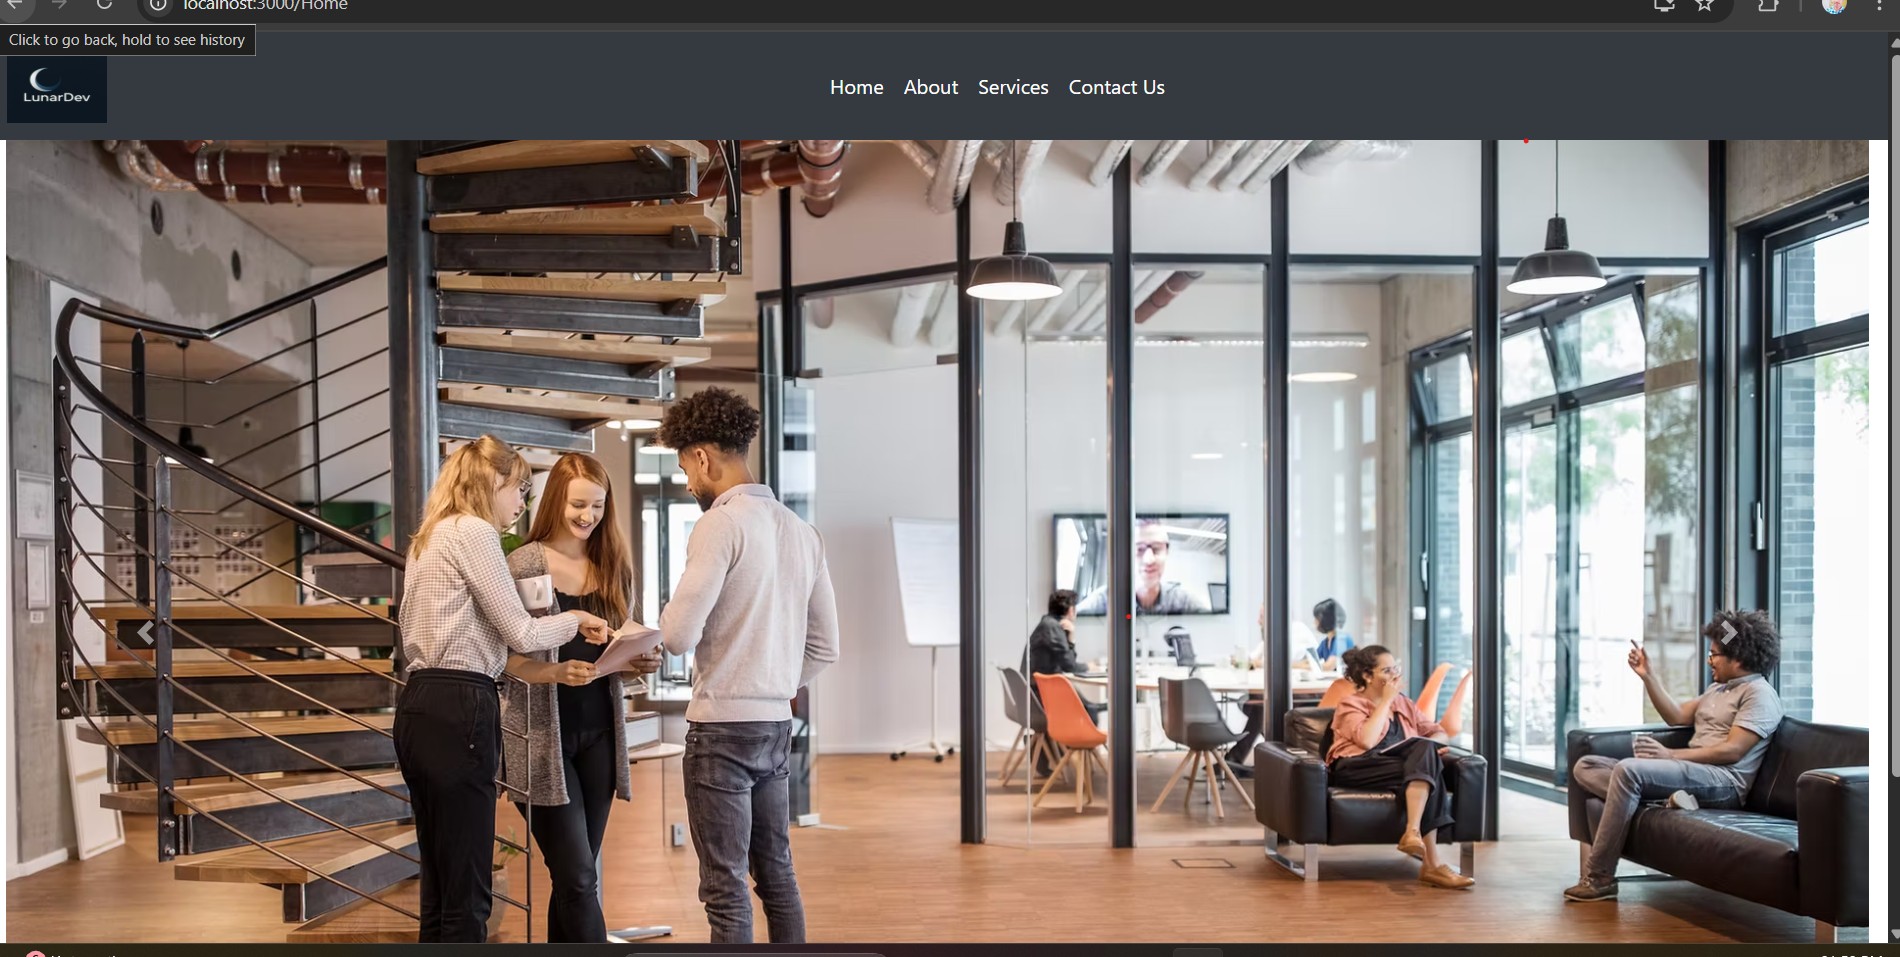 localhost:3000/Home
Click to go back, hold to see history
LunarDev
Home About Services Contact Us